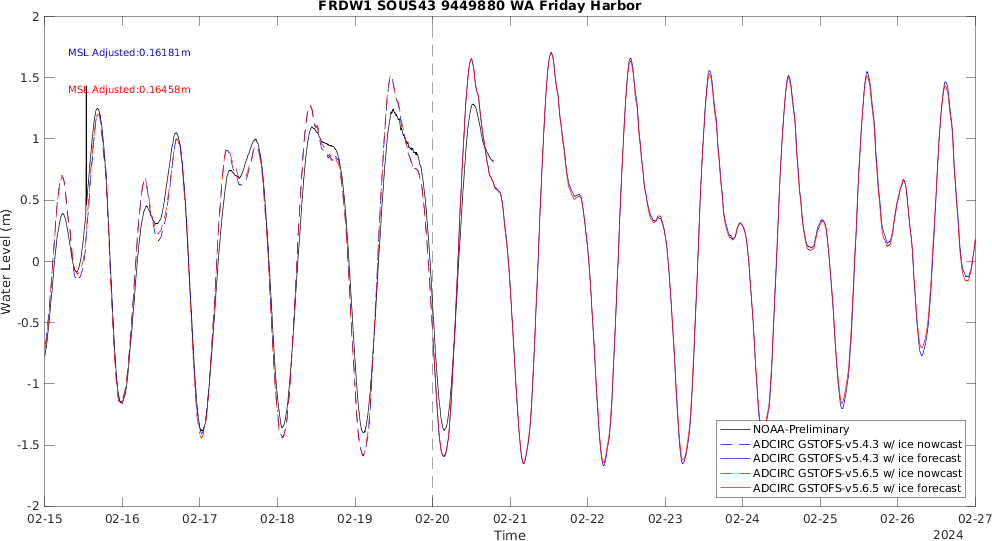 FRDW1 SOUS43 9449880 WA Friday Harbor
MSL Adjusted:0.16181m
MSL Adjusted:0.16458m
Water Level (m)
2
1.5
1
0.5
0
-0.5
-1
-1.5
-2
NOAA-Preliminary
ADCIRC GSTOFS-v5.4.3 w/ ice nowcast
ADCIRC GSTOFS-v5.4.3 w/ ice forecast
ADCIRC GSTOFS-v5.6.5 w/ ice nowcast
ADCIRC GSTOFS-v5.6.5 w/ ice forecast
02-15 02-16 02-17 02-18 02-19 02-20 02-21 02-22 02-23 02-24 02-25 02-26 02-27
Time
2024